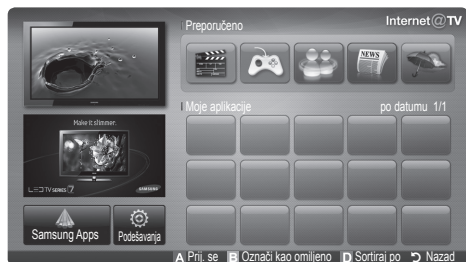 Internet@TV
Preporučeno
NEWS
Moje aplikacije
po datumu 1/1
Make it slimmer.
LED TV SERIES 7
SAMSUNG
Samsung Apps
Podešavanja
A Prij. se B Označi kao omiljeno D Sortiraj po Nazad